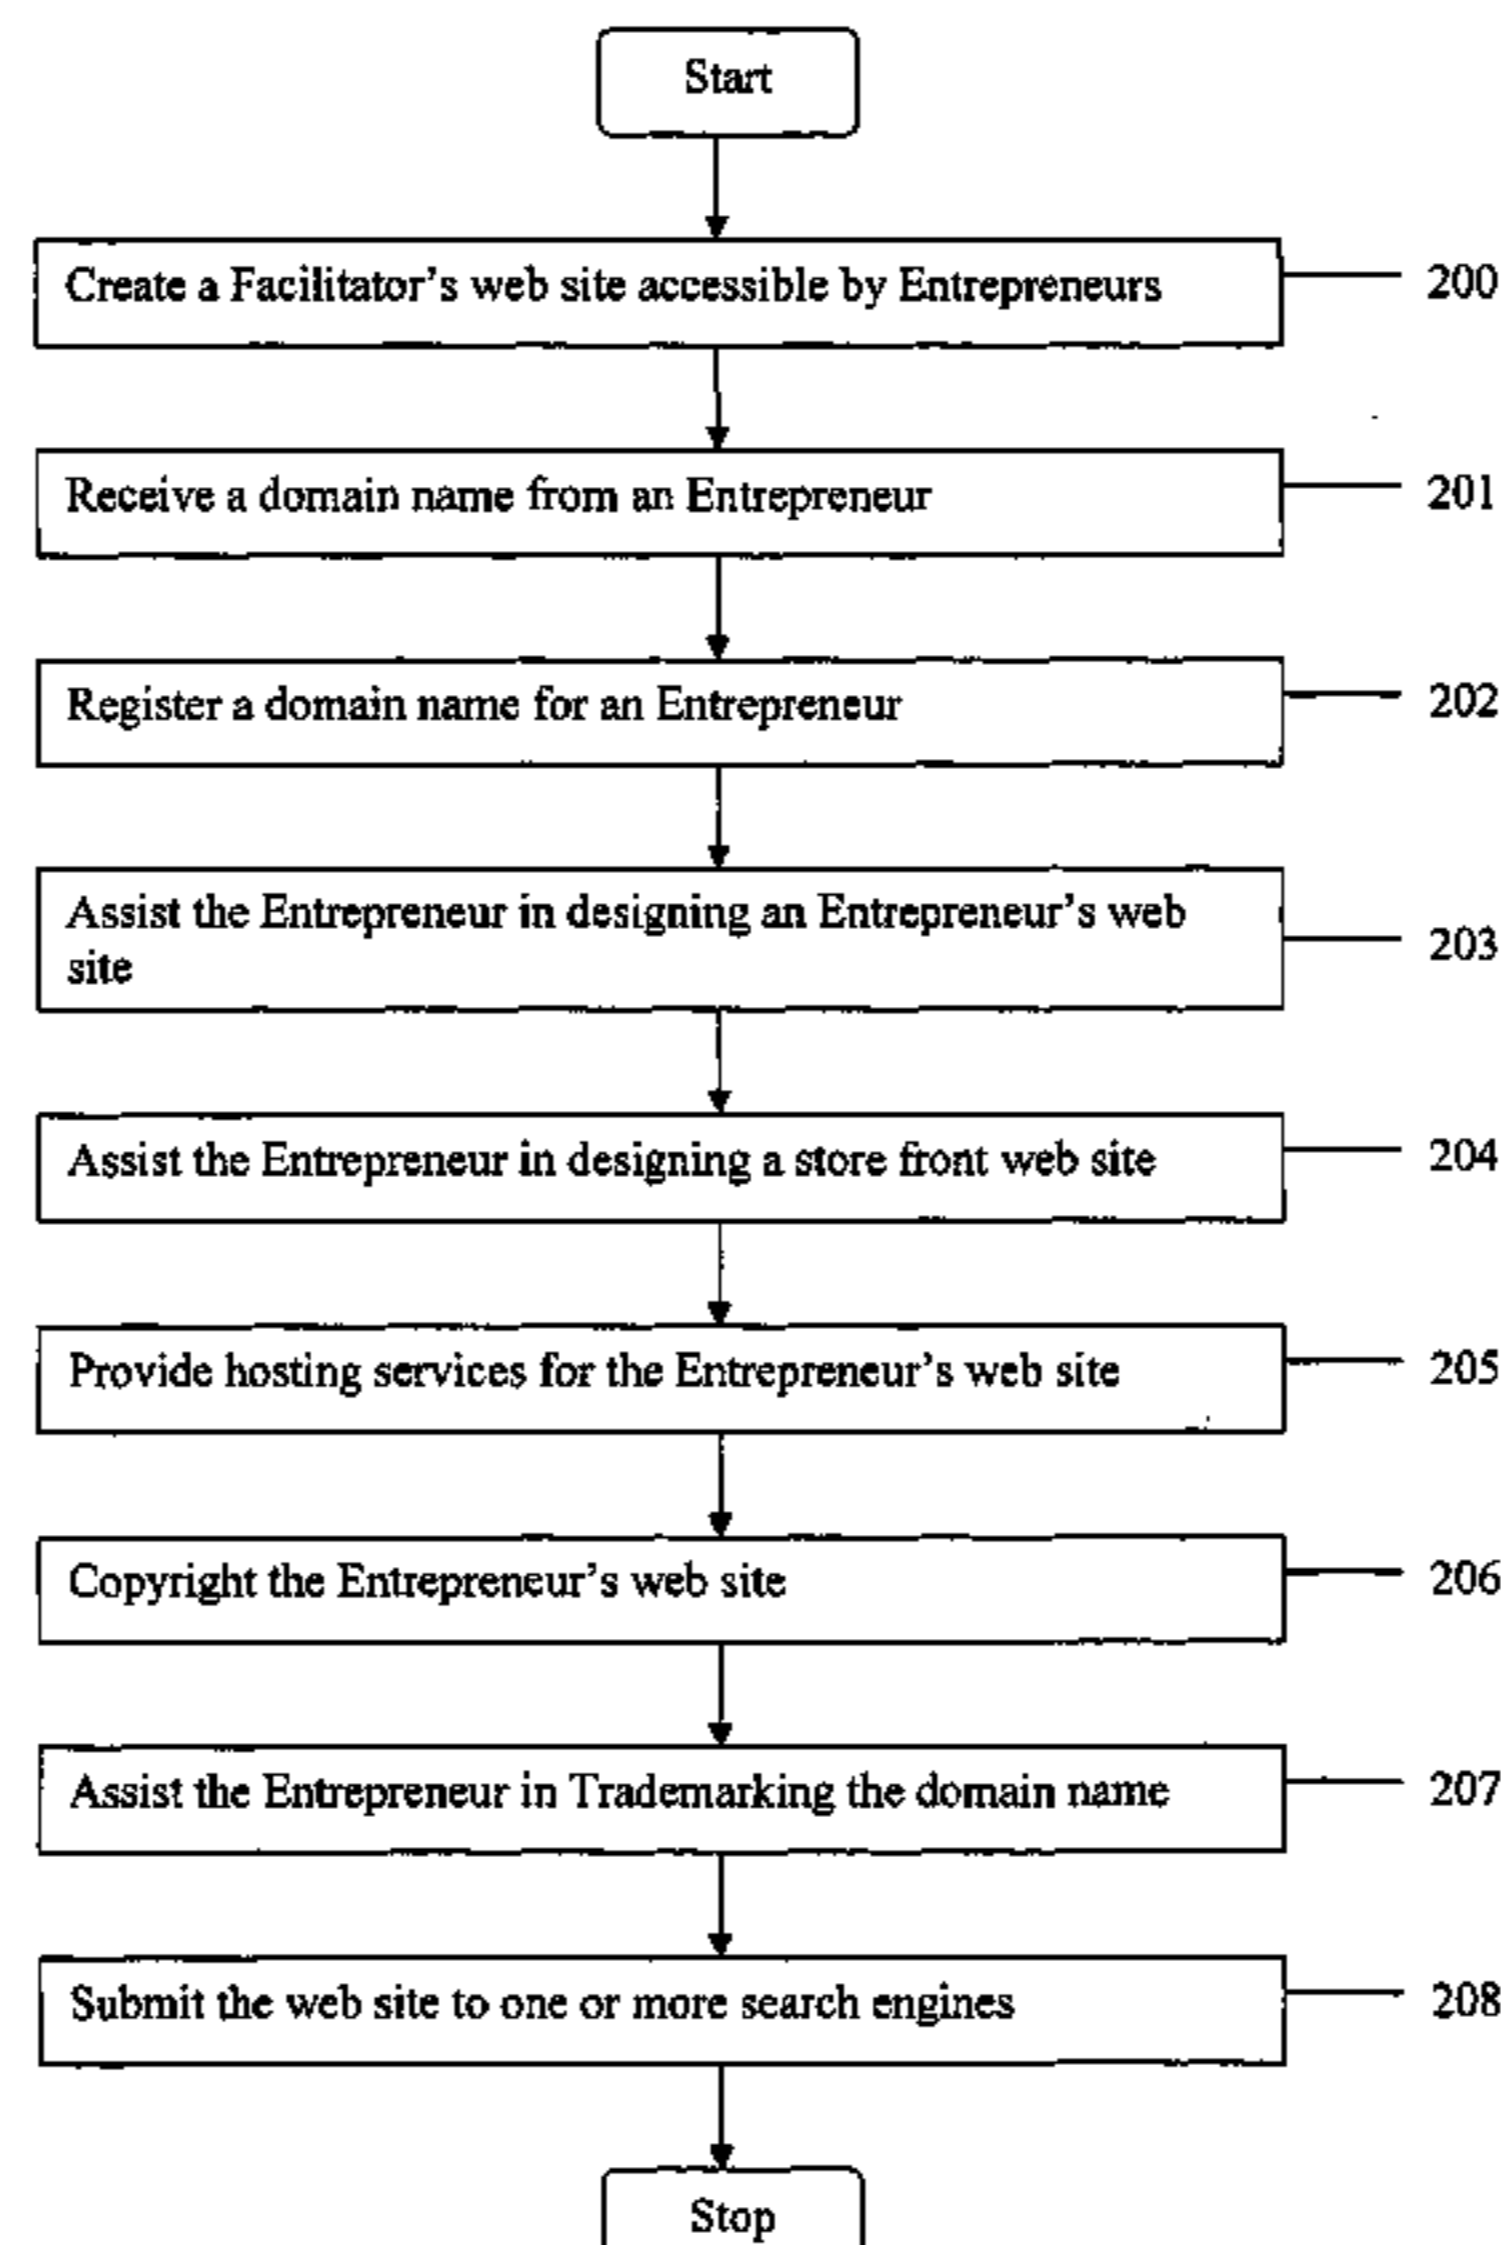 Start
Create a Facilitator's web site accessible by Entrepreneurs
200
Receive a domain name from an Entrepreneur
201
Register a domain name for an Entrepreneur
202
Assist the Entrepreneur in designing an Entrepreneur's web
site
203
Assist the Entrepreneur in designing a store front web site
204
Provide hosting services for the Entrepreneur's web site
205
Copyright the Entrepreneur's web site
206
Assist the Entrepreneur in Trademarking the domain name
207
Submit the web site to one or more search engines
208
Stop